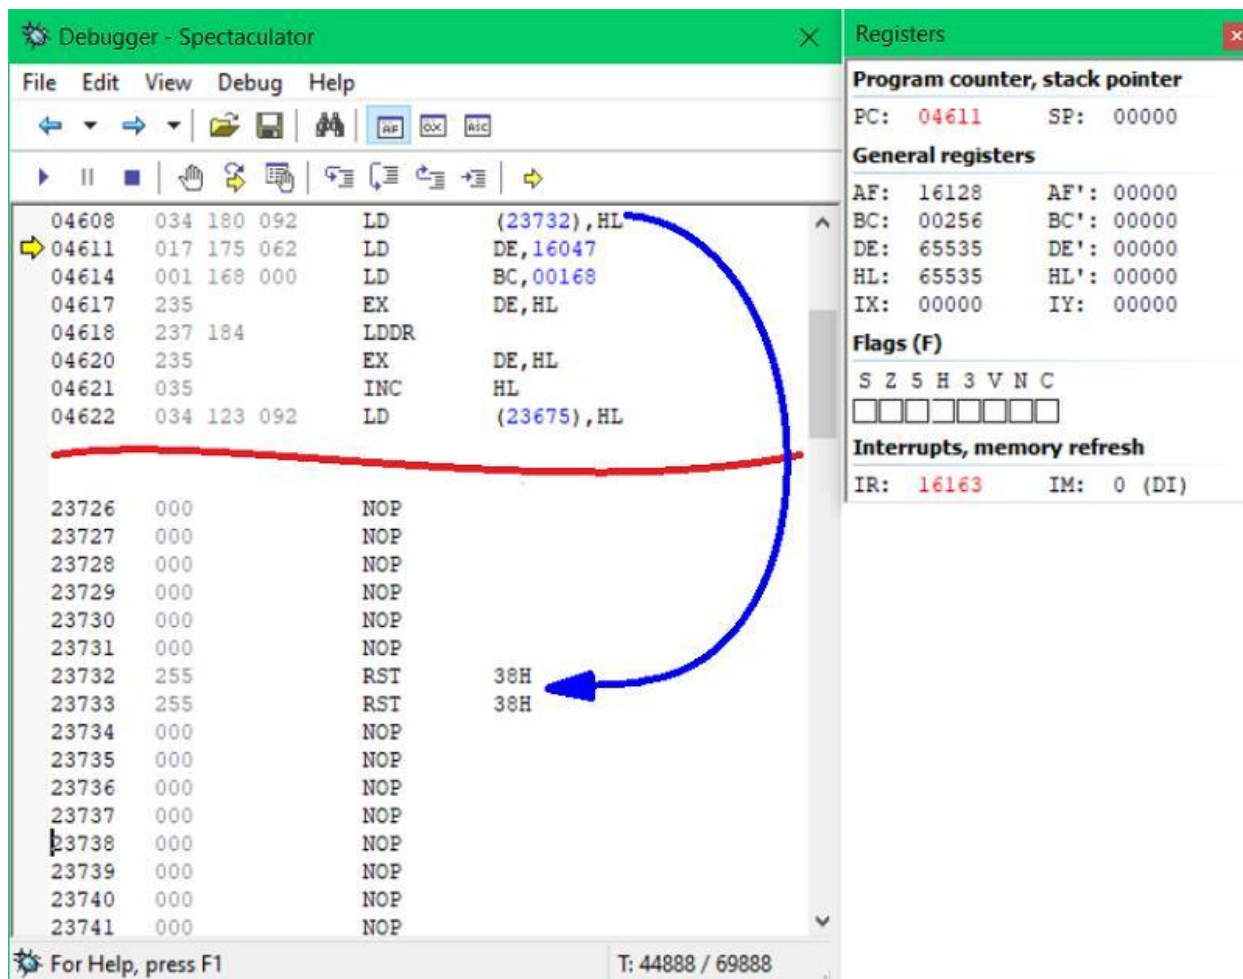 Debugger - Spectaculator
File Edit View Debug Help
04608 034 180 092 LD (23732),HL
04611 017 175 062 LD DE,16047
04614 001 168 000 LD BC,00168
04617 235 EX DE,HL
04618 237 184 LDDR
04620 235 EX DE,HL
04621 035 INC HL
04622 034 123 092 LD (23675),HL
23726 000 NOP
23727 000 NOP
23728 000 NOP
23729 000 NOP
23730 000 NOP
23731 000 NOP
23732 255 RST 38H
23733 255 RST 38H
23734 000 NOP
23735 000 NOP
23736 000 NOP
23737 000 NOP
23738 000 NOP
23739 000 NOP
23740 000 NOP
23741 000 NOP
For Help, press F1 T: 44888 / 69888
Registers
Program counter, stack pointer
PC: 04611 SP: 00000
General registers
AF: 16128 AF': 00000
BC: 00256 BC': 00000
DE: 65535 DE': 00000
HL: 65535 HL': 00000
IX: 00000 IY: 00000
Flags (F)
S Z 5 H 3 V N C
Interrupts, memory refresh
IR: 16163 IM: 0 (DI)